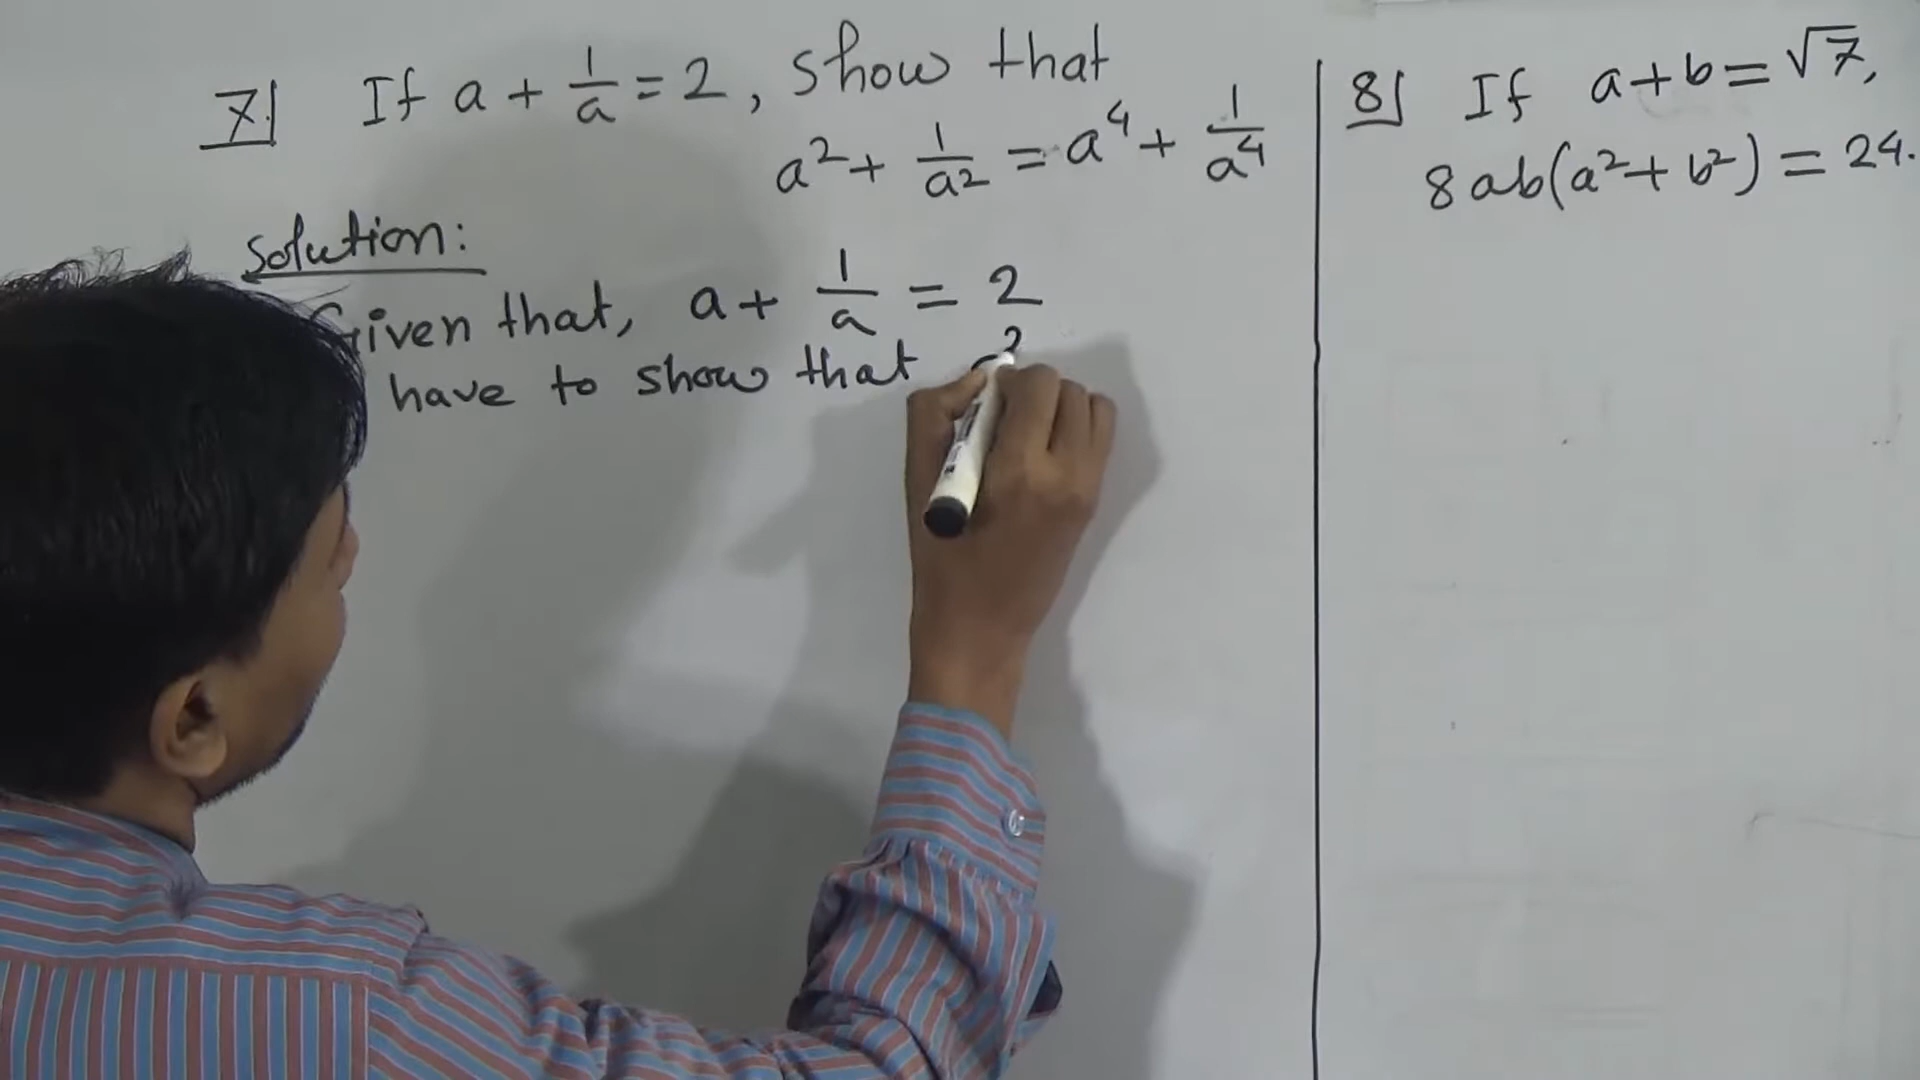 7. If a + 1/a = 2, show that
a² + 1/a² = a⁴ + 1/a⁴
Solution:
Given that, a + 1/a = 2
have to show that
8. If a + b = √7,
8ab(a² + b²) = 24.